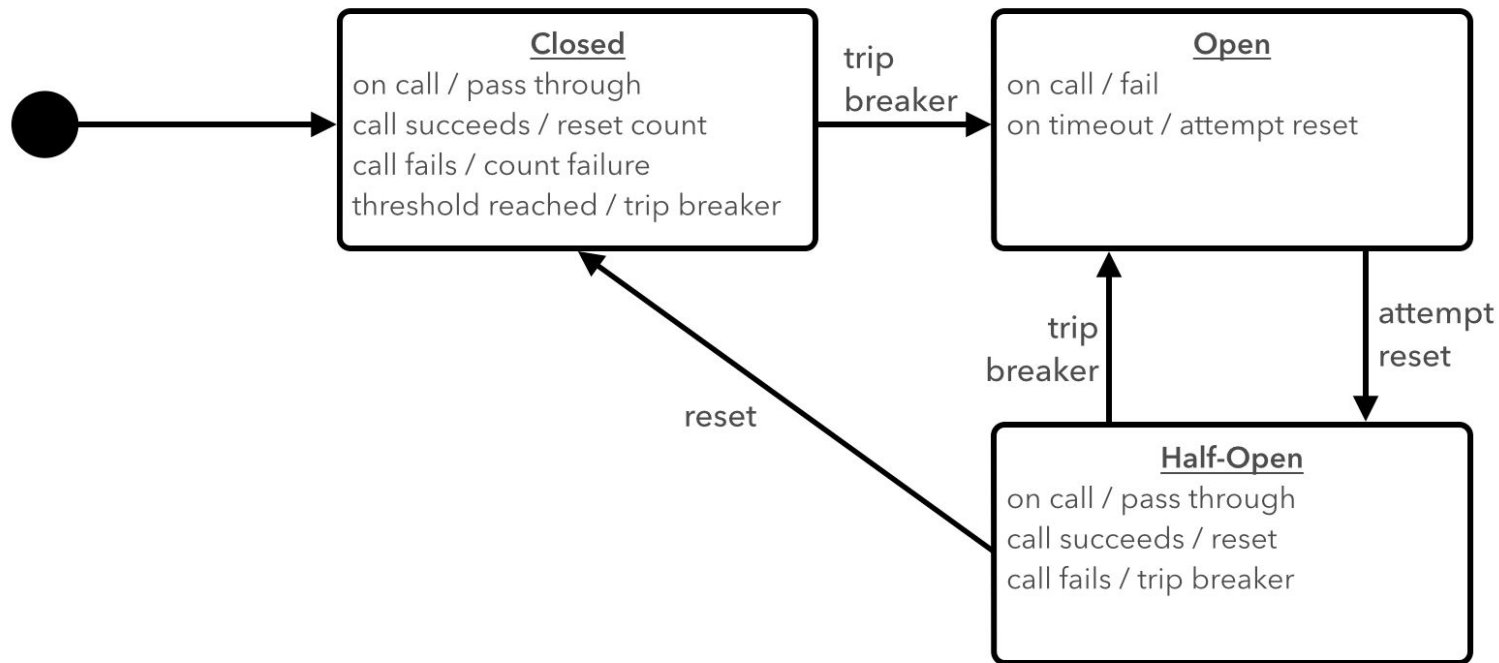 Closed
on call / pass through
call succeeds / reset count
call fails / count failure
threshold reached / trip breaker
trip
breaker
Open
on call / fail
on timeout / attempt reset
trip
breaker
attempt
reset
reset
Half-Open
on call / pass through
call succeeds / reset
call fails / trip breaker